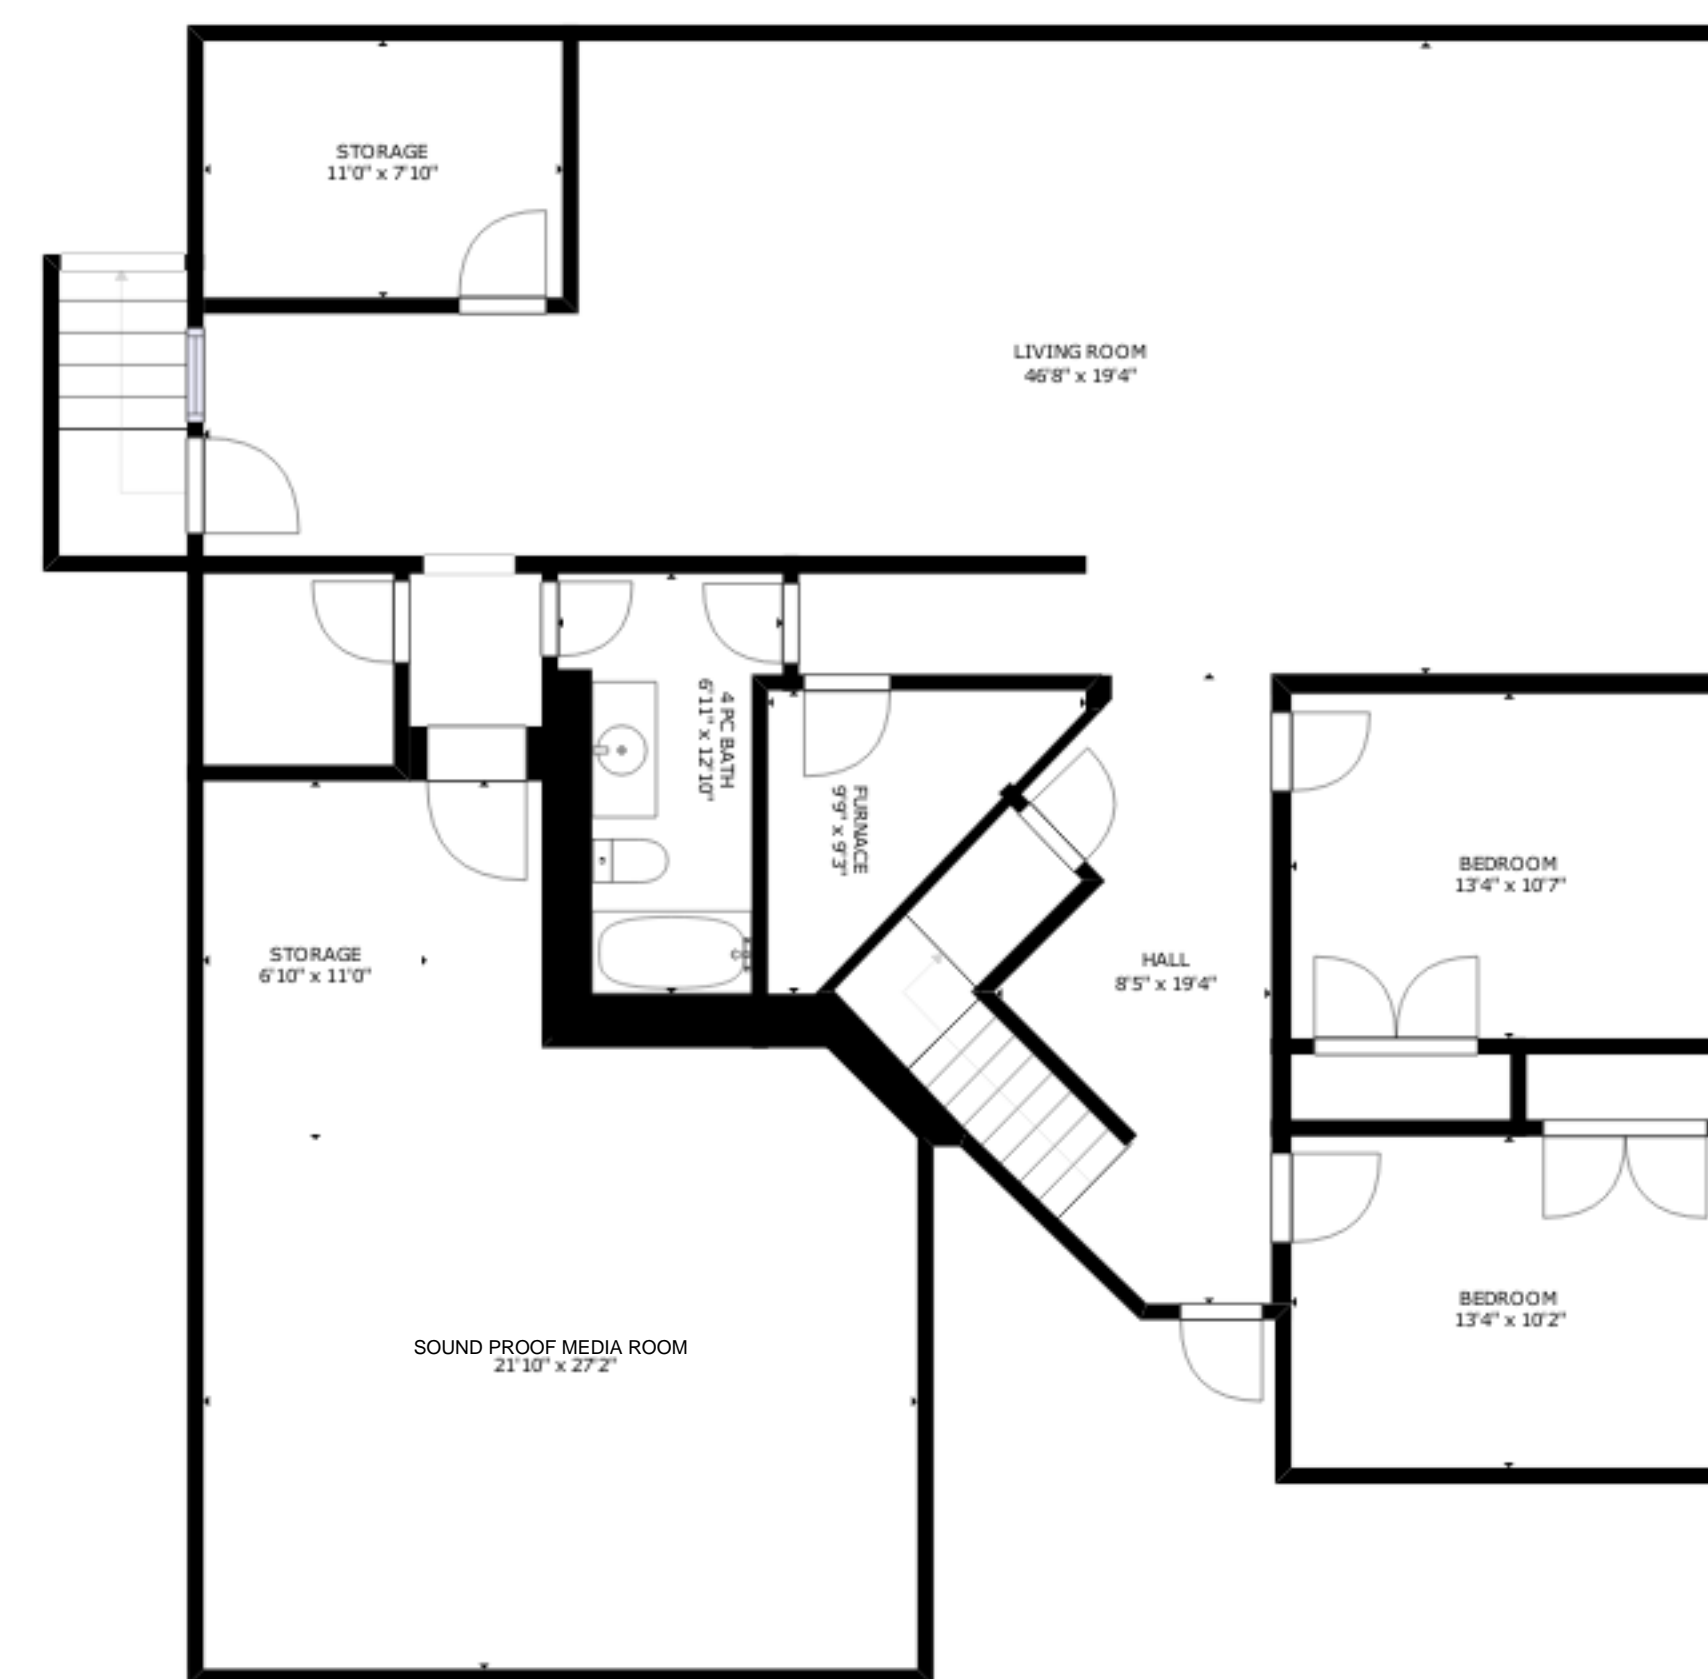 STORAGE
11'0" x 7'10"
LIVING ROOM
46'8" x 19'4"
4 PC BATH
6'11" x 12'10"
FURNACE
9'9" x 9'3"
BEDROOM
13'4" x 10'7"
STORAGE
6'10" x 11'0"
HALL
8'5" x 19'4"
BEDROOM
13'4" x 10'2"
SOUND PROOF MEDIA ROOM
21'10" x 27'2"